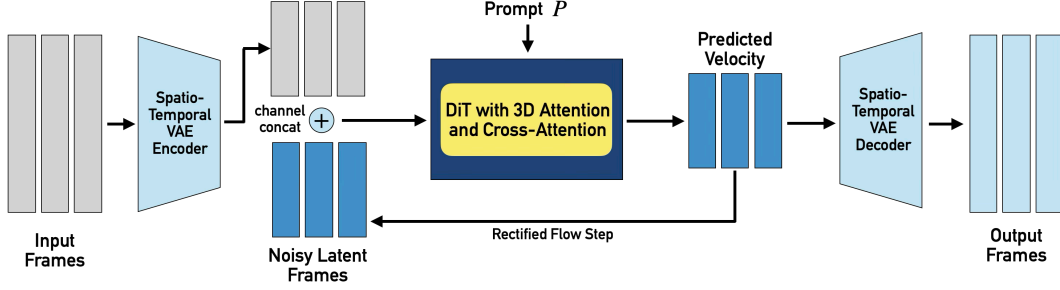 Prompt P
Predicted
Velocity
Spatio-
Temporal
VAE
Encoder
channel
concat
+
DiT with 3D Attention
and Cross-Attention
Spatio-
Temporal
VAE
Decoder
Input
Frames
Noisy Latent
Frames
Rectified Flow Step
Output
Frames